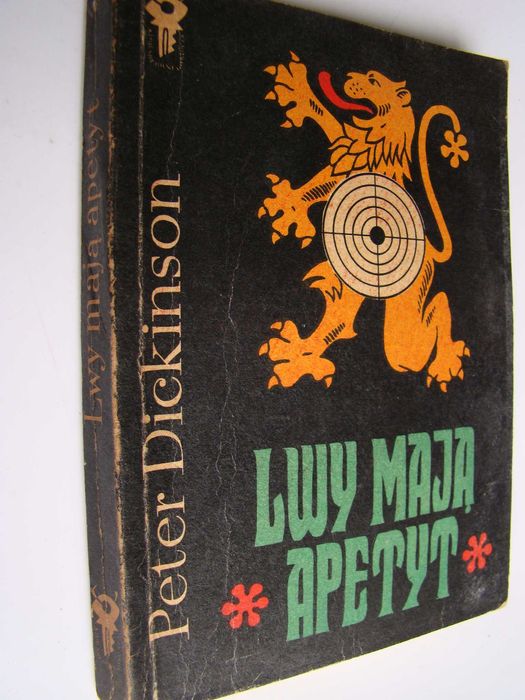 Lwy mają apetyt
Peter Dickinson
LWY MAJĄ
APETYT